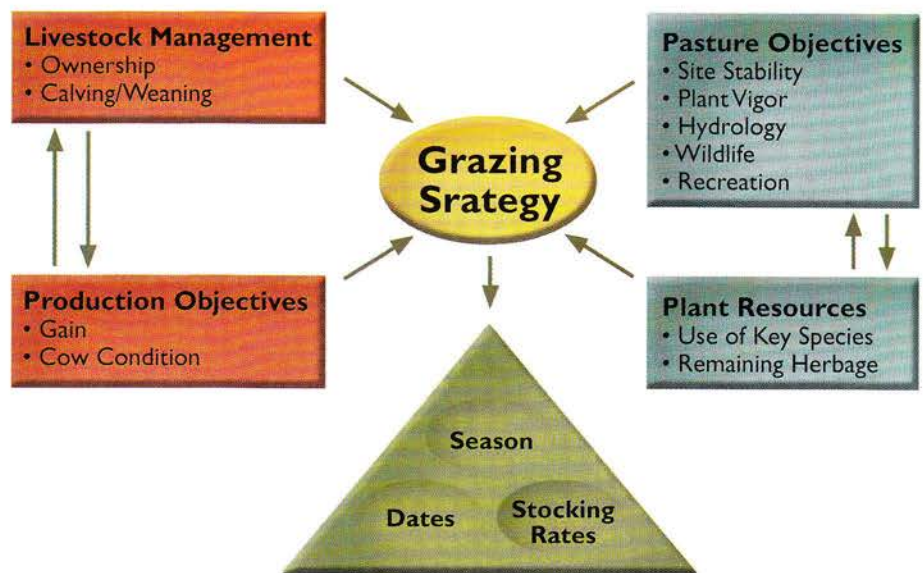 Livestock Management
• Ownership
• Calving/Weaning
Pasture Objectives
• Site Stability
• Plant Vigor
• Hydrology
• Wildlife
• Recreation
Grazing
Srategy
Production Objectives
• Gain
• Cow Condition
Plant Resources
• Use of Key Species
• Remaining Herbage
Season
Dates
Stocking
Rates